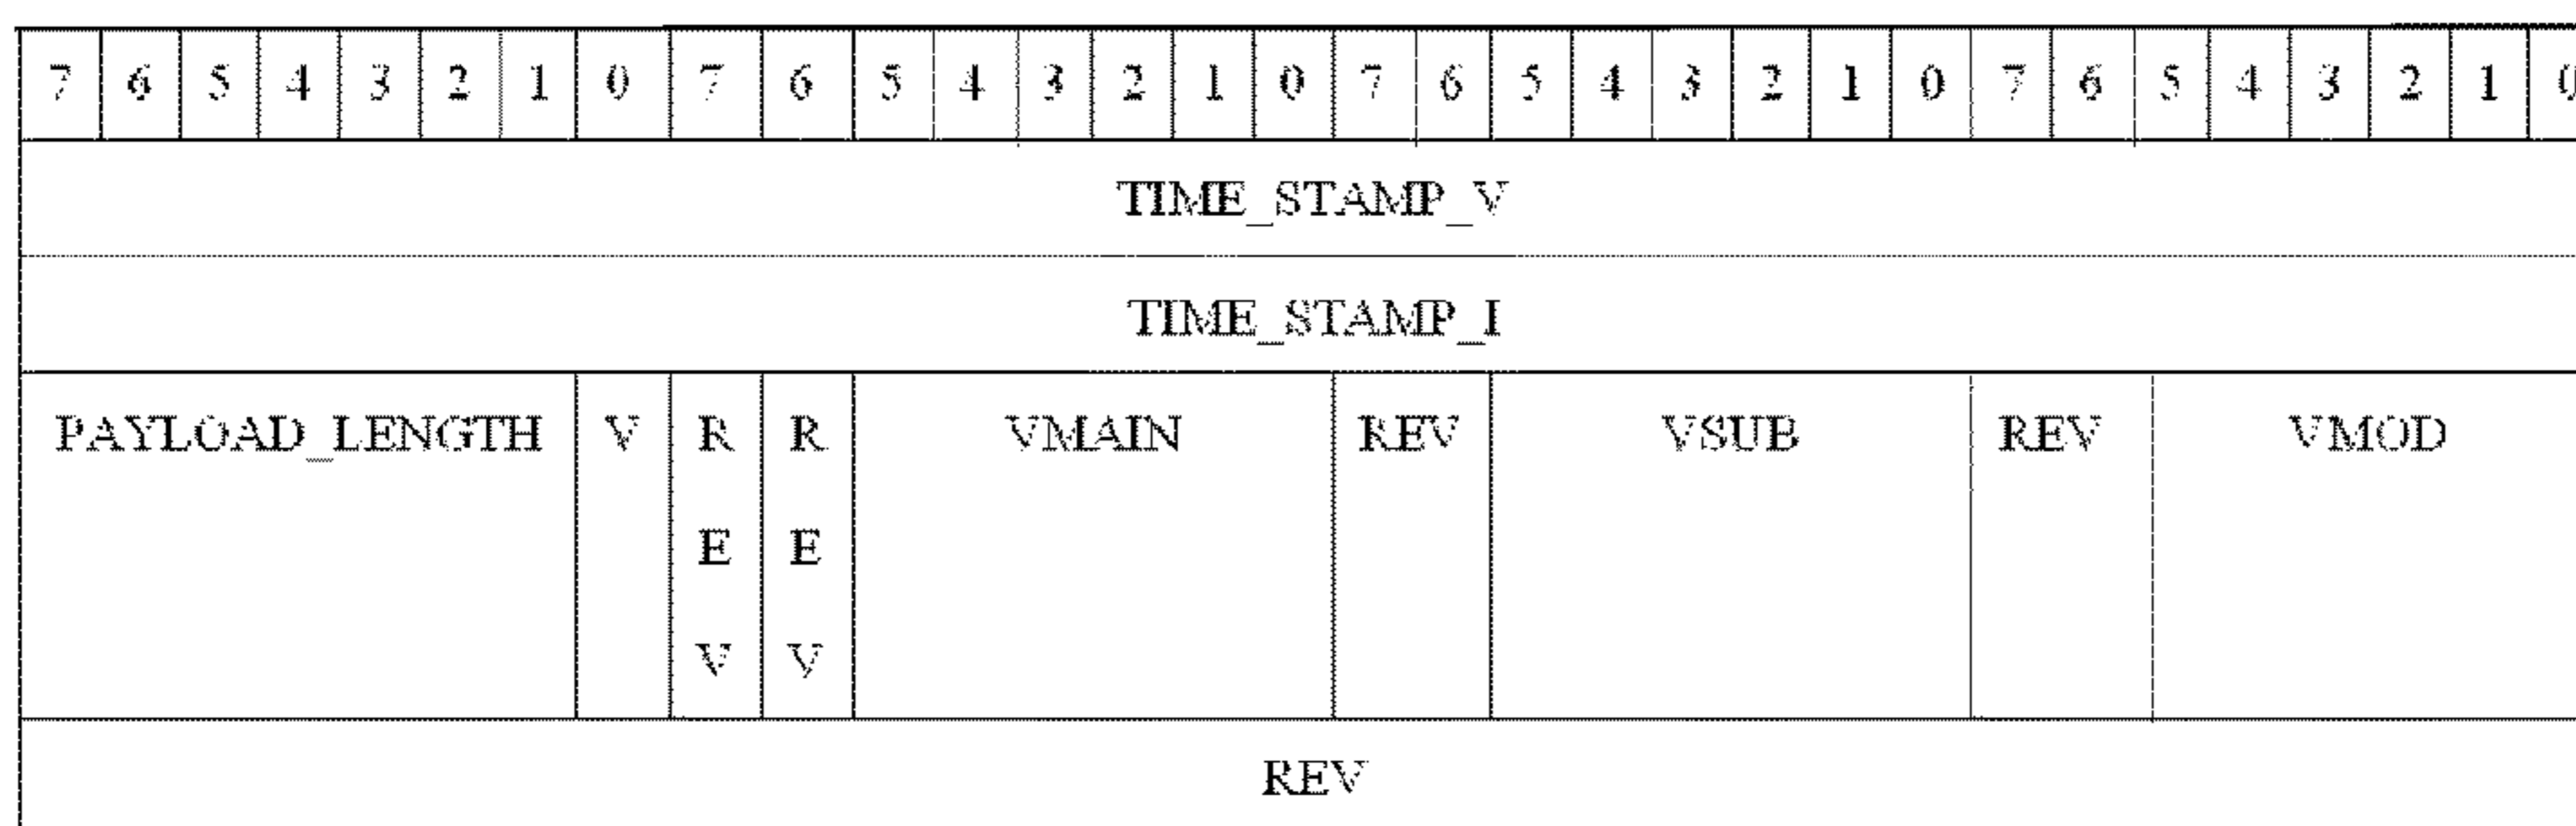 7 6 5 4 3 2 1 0 7 6 5 4 3 2 1 0 7 6 5 4 3 2 1 0 7 6 5 4 3 2 1 0
TIME_STAMP_V
TIME_STAMP_I
PAYLOAD_LENGTH V R R VMAIN REV VSUB REV VMOD
E E
V V
REV